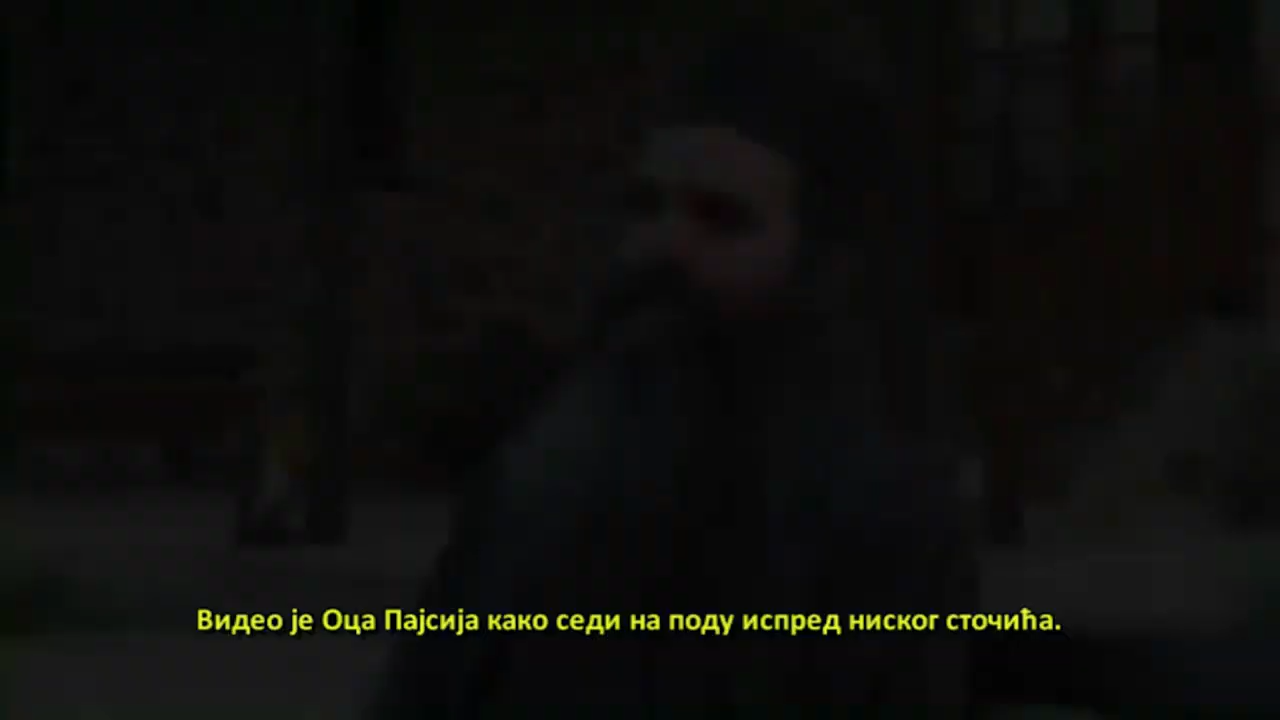 Видео је Оца Пајсија како седи на поду испред ниског сточића.